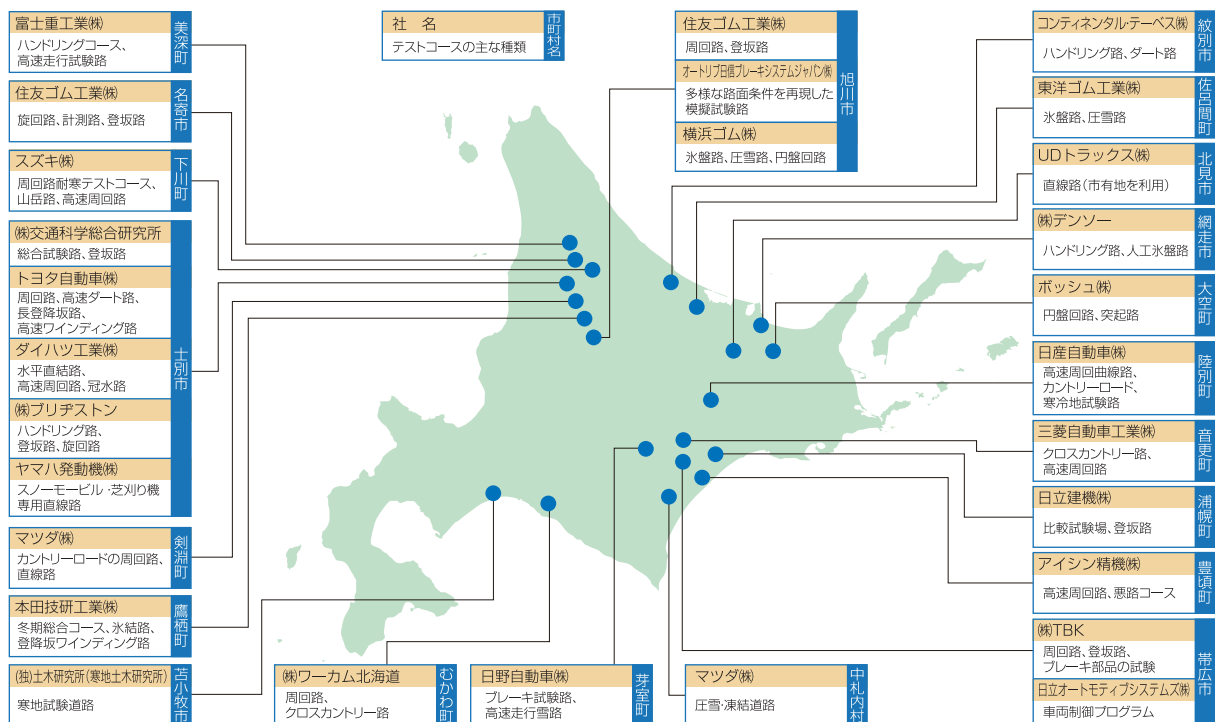 富士重工業㈱
ハンドリングコース、
高速走行試験路
美深町
住友ゴム工業㈱
旋回路、計測路、登坂路
名寄市
スズキ㈱
周回路耐寒テストコース、
山岳路、高速周回路
下川町
㈱交通科学総合研究所
総合試験路、登坂路
トヨタ自動車㈱
周回路、高速ダート路、
長登降坂路、
高速ワインディング路
ダイハツ工業㈱
水平直結路、
高速周回路、冠水路
㈱ブリヂストン
ハンドリング路、
登坂路、旋回路
ヤマハ発動機㈱
スノーモービル・芝刈り機
専用直線路
士別市
マツダ㈱
カントリーロードの周回路、
直線路
剣淵町
本田技研工業㈱
冬期総合コース、氷結路、
登降坂ワインディング路
鷹栖町
(独)土木研究所(寒地土木研究所)
寒地試験道路
苫小牧市
社 名
テストコースの主な種類
市町村名
住友ゴム工業㈱
周回路、登坂路
オートリブ日信ブレーキシステムジャパン㈱
多様な路面条件を再現した
模擬試験路
横浜ゴム㈱
氷盤路、圧雪路、円盤回路
旭川市
㈱ワーカム北海道
周回路、
クロスカントリー路
むかわ町
日野自動車㈱
ブレーキ試験路、
高速走行雪路
芽室町
マツダ㈱
圧雪・凍結道路
中札内村
コンティネンタル・テーベス㈱
ハンドリング路、ダート路
紋別市
東洋ゴム工業㈱
氷盤路、圧雪路
佐呂間町
UDトラックス㈱
直線路(市有地を利用)
北見市
㈱デンソー
ハンドリング路、人工氷盤路
網走市
ボッシュ㈱
円盤回路、突起路
大空町
日産自動車㈱
高速周回曲線路、
カントリーロード、
寒冷地試験路
陸別町
三菱自動車工業㈱
クロスカントリー路、
高速周回路
音更町
日立建機㈱
比較試験場、登坂路
浦幌町
アイシン精機㈱
高速周回路、悪路コース
豊頃町
㈱TBK
周回路、登坂路、
ブレーキ部品の試験
日立オートモティブシステムズ㈱
車両制御プログラム
帯広市